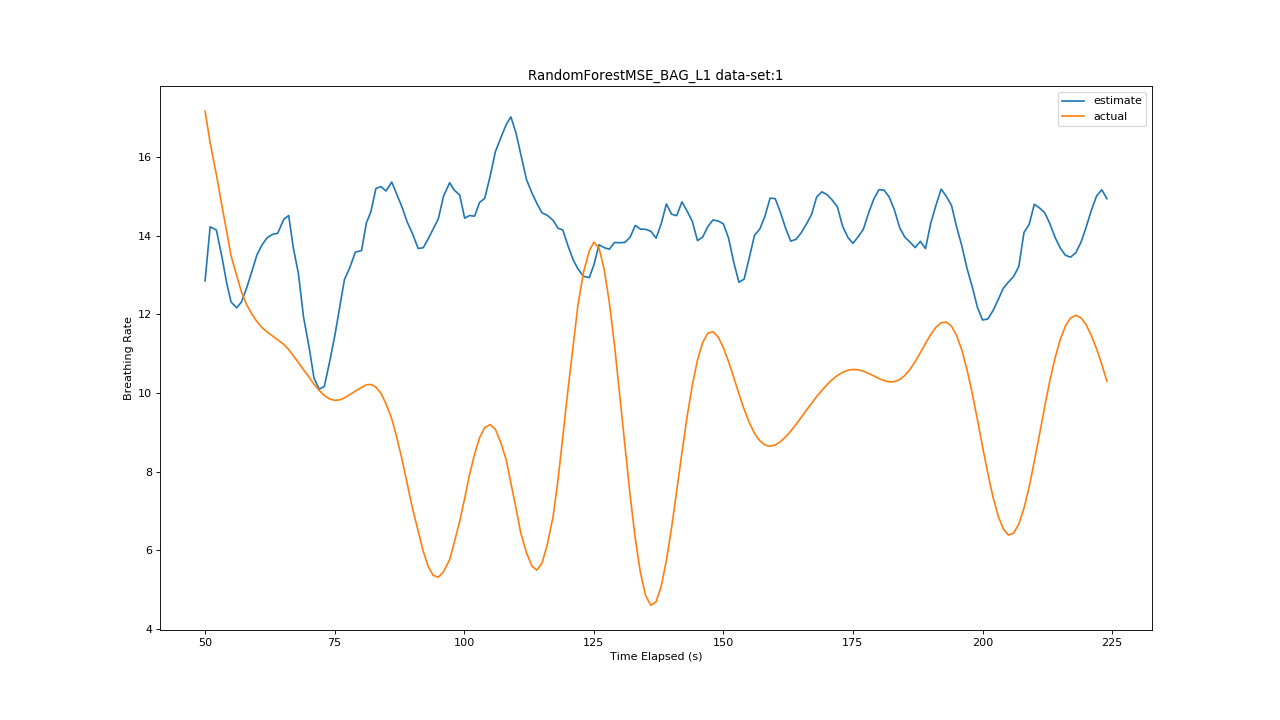 RandomForestMSE_BAG_L1 data-set:1
estimate
actual
16
14
12
10
8
6
4
Breathing Rate
50 75 100 125 150 175 200 225
Time Elapsed (s)